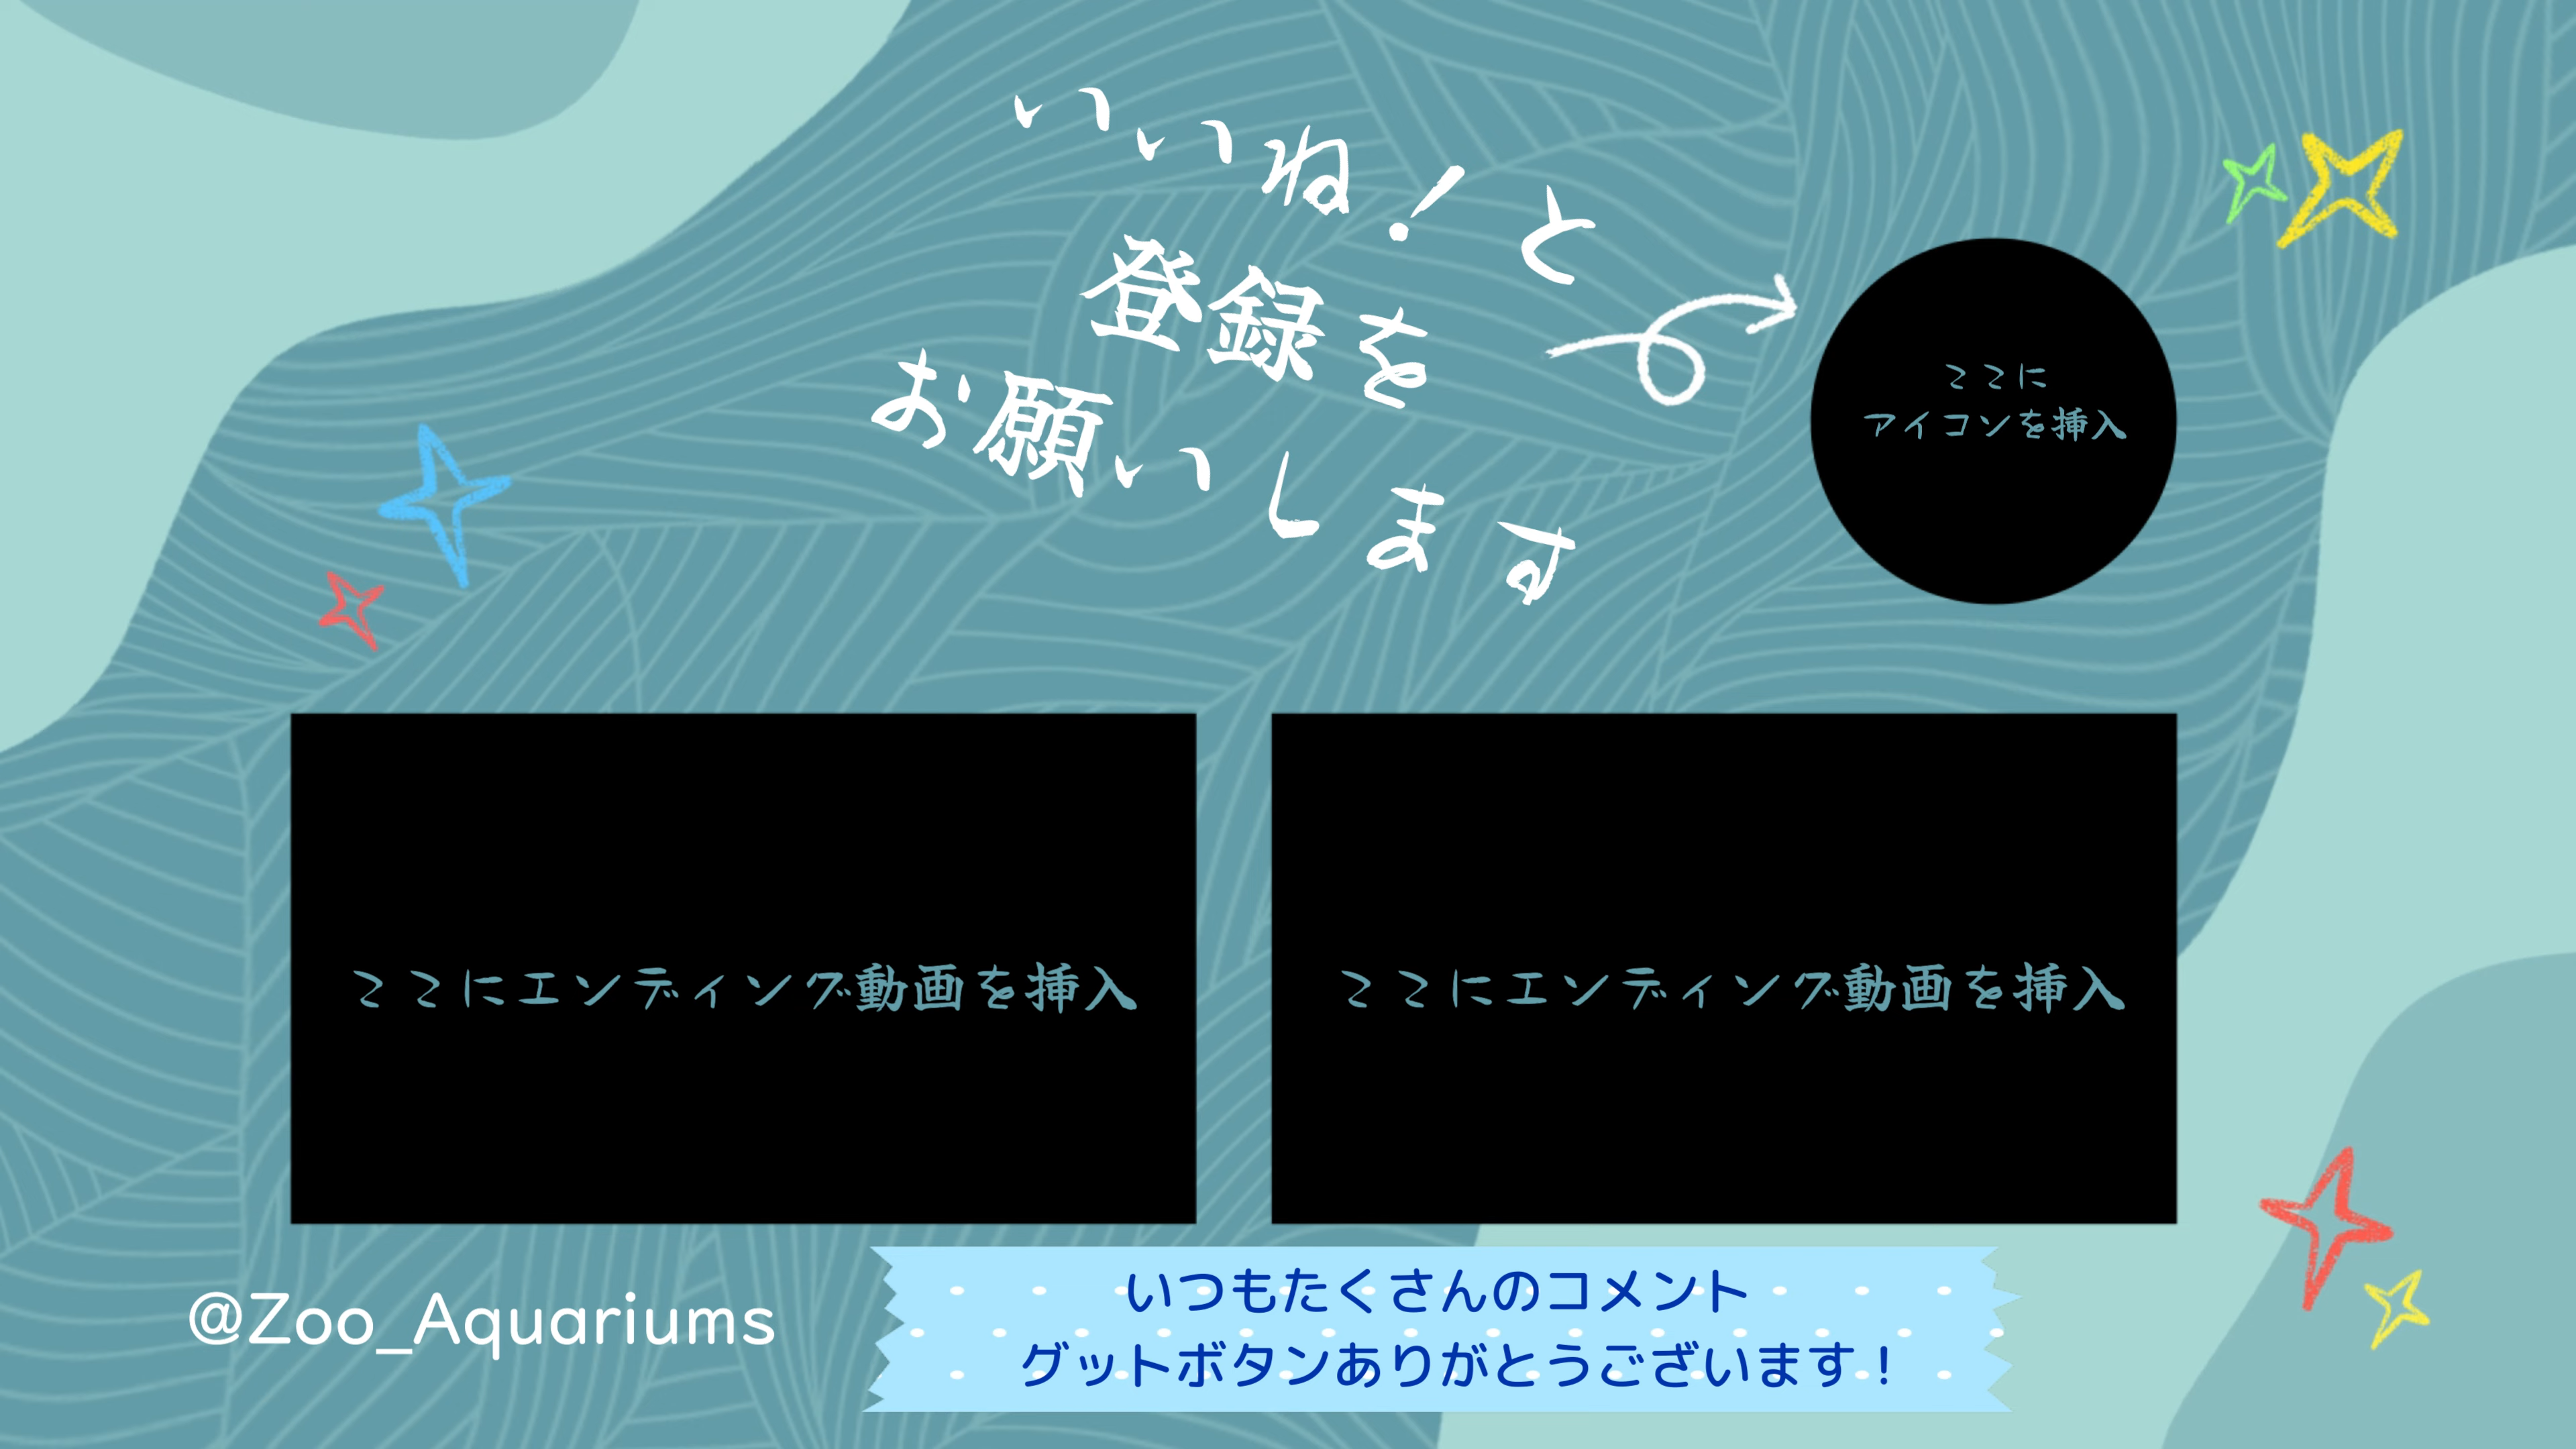 いいね！と
登録を
お願いします
ここに
アイコンを挿入
ここにエンディング動画を挿入
ここにエンディング動画を挿入
@Zoo_Aquariums
いつもたくさんのコメント
グットボタンありがとうございます！